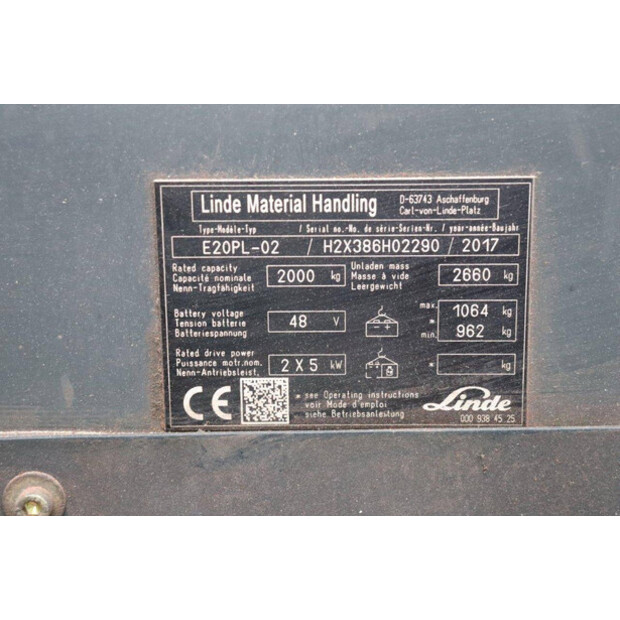 Linde Material Handling
D-63743 Aschaffenburg
Carl-von-Linde-Platz
Type-Modèle-Typ / Serial no.-No. de série-Serien-Nr. / year-année-Baujahr
E20PL-02 / H2X386H02290 / 2017
Rated capacity
Capacité nominale
Nenn-Tragfähigkeit
2000 kg
Unladen mass
Masse à vide
Leergewicht
2660 kg
Battery voltage
Tension batterie
Batteriespannung
48 V
- +
max. 1064 kg
*
min. 962 kg
Rated drive power
Puissance motr.nom.
Nenn-Antriebsleist.
2 X 5 kW
* kg
CE
* see Operating instructions
voir Mode d'emploi
siehe Betriebsanleitung
Linde
000 938 45 25